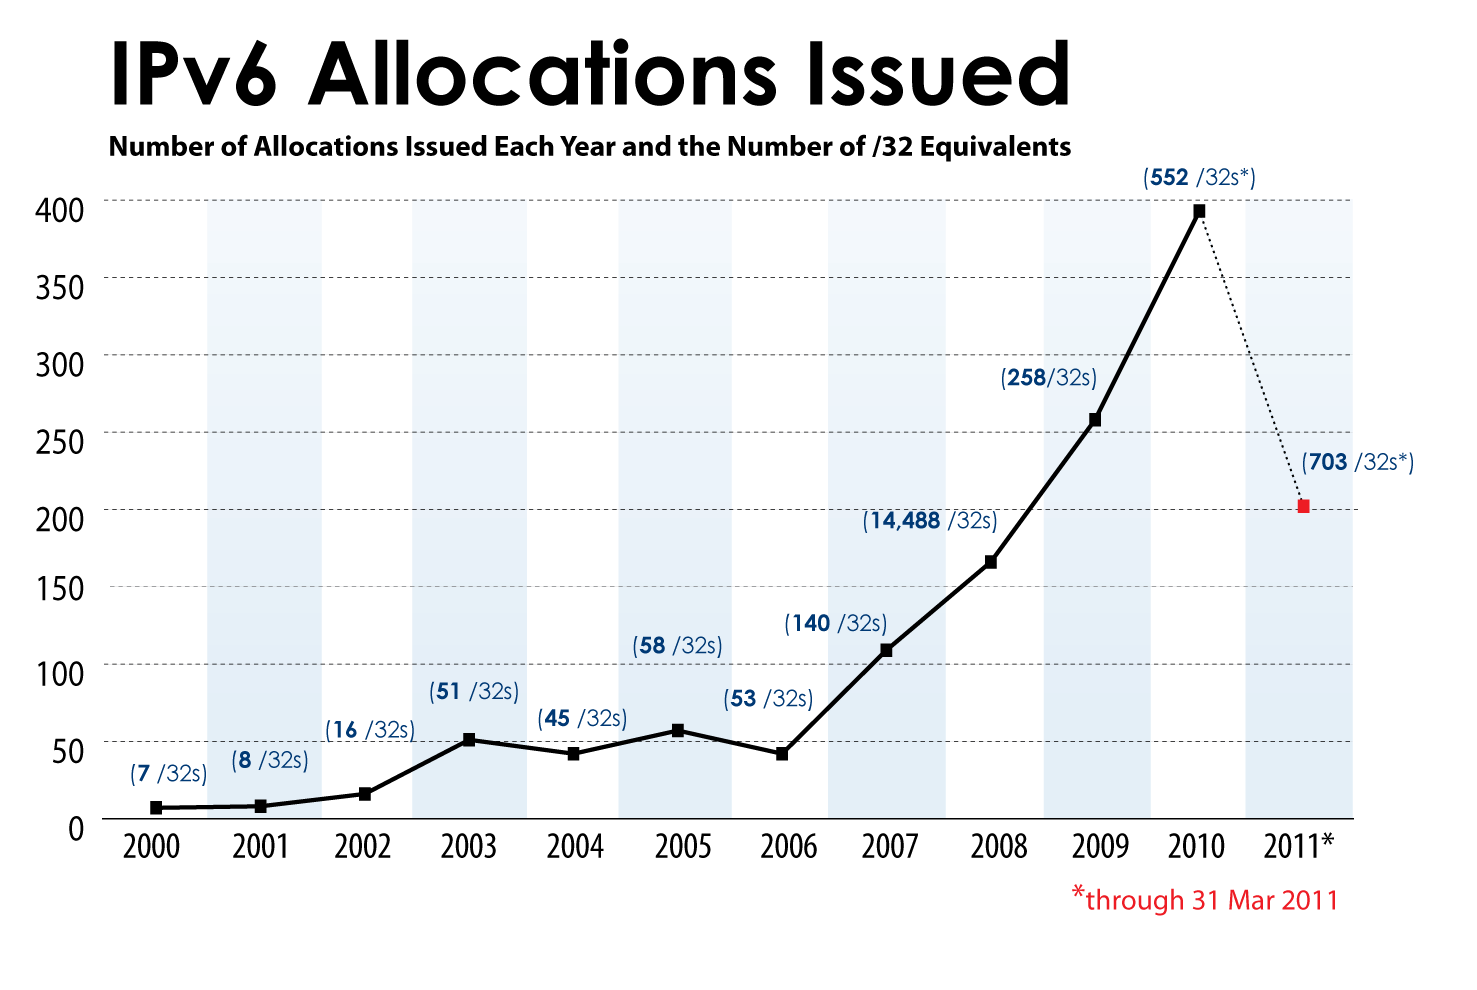 IPv6 Allocations Issued
Number of Allocations Issued Each Year and the Number of /32 Equivalents
(552 /32s*)
400
350
300
(258/32s)
250
(703 /32s*)
200
(14,488 /32s)
150
(140 /32s)
(58 /32s)
100
(51 /32s)
(53 /32s)
(45 /32s)
(16 /32s)
50
(8 /32s)
(7 /32s)
0
2000 2001 2002 2003 2004 2005 2006 2007 2008 2009 2010 2011*
*through 31 Mar 2011